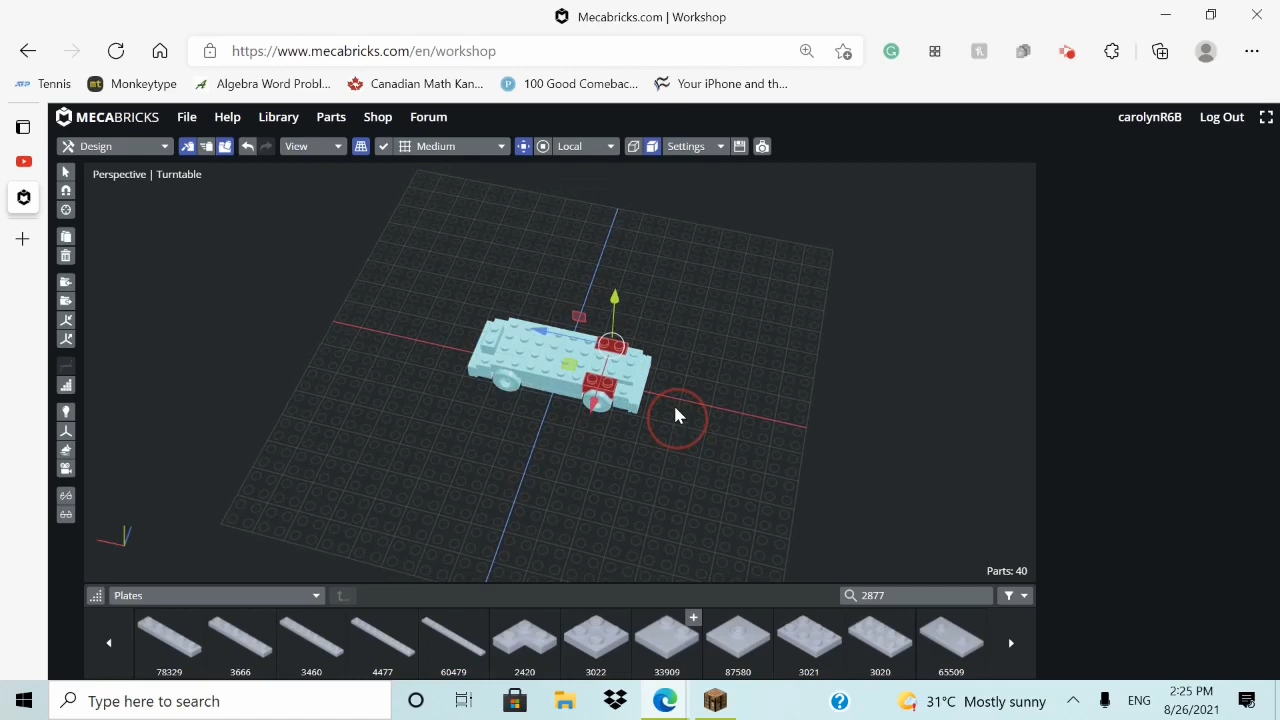 Mecabricks.com | Workshop
https://www.mecabricks.com/en/workshop
Tennis
mt Monkeytype
Algebra Word Probl...
Canadian Math Kan...
P 100 Good Comebac...
Your iPhone and th...
MECABRICKS File Help Library Parts Shop Forum carolynR6B Log Out
Design View Medium Local Settings
Perspective | Turntable
Parts: 40
Plates 2877
78329 3666 3460 4477 60479 2420 3022 33909 87580 3021 3020 65509
Type here to search 31°C Mostly sunny ENG 2:25 PM
8/26/2021